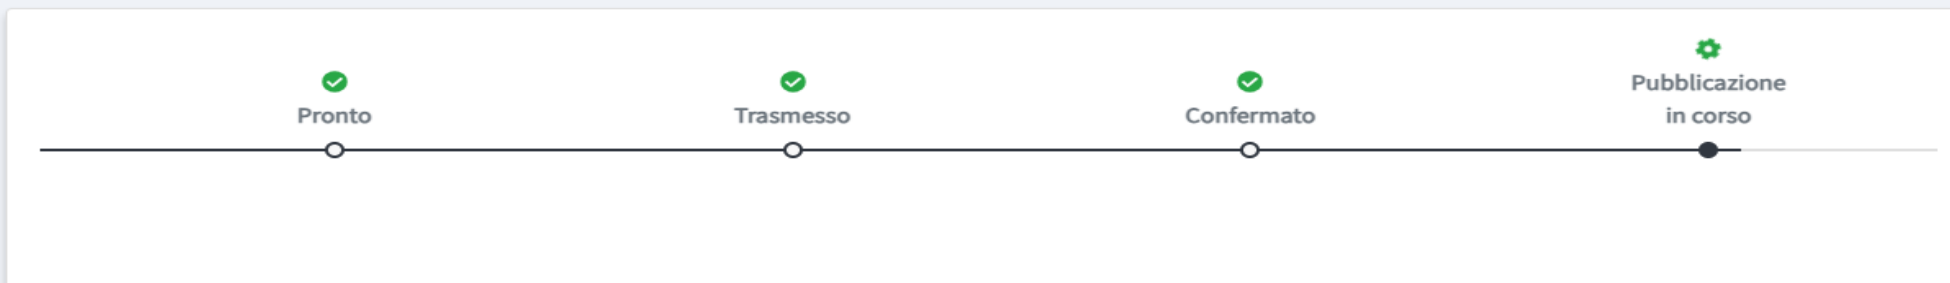 Pronto
Trasmesso
Confermato
Pubblicazione
in corso